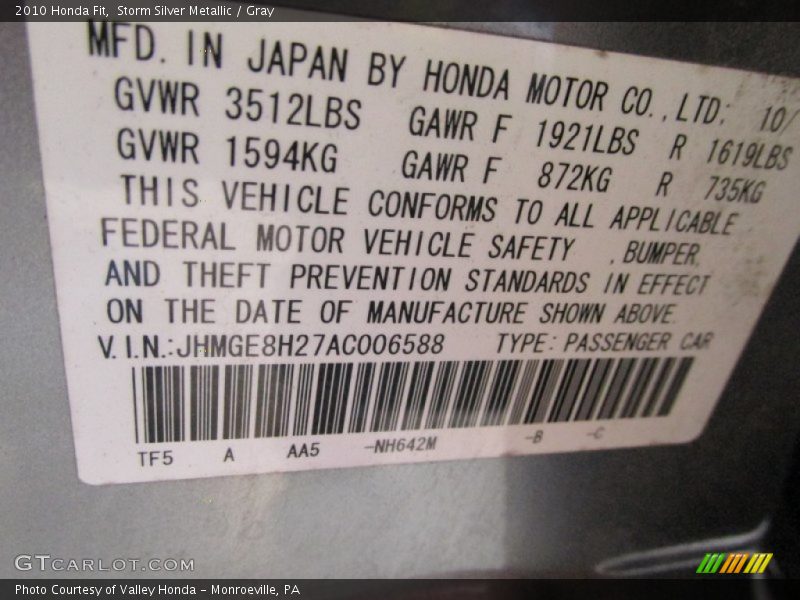 2010 Honda Fit, Storm Silver Metallic / Gray
MFD. IN JAPAN BY HONDA MOTOR CO., LTD; 10/
GVWR 3512LBS GAWR F 1921LBS R 1619LBS
GVWR 1594KG GAWR F 872KG R 735KG
THIS VEHICLE CONFORMS TO ALL APPLICABLE
FEDERAL MOTOR VEHICLE SAFETY , BUMPER,
AND THEFT PREVENTION STANDARDS IN EFFECT
ON THE DATE OF MANUFACTURE SHOWN ABOVE.
V.I.N.:JHMGE8H27AC006588 TYPE: PASSENGER CAR
TF5 A AA5 -NH642M -B -C
GTCARLOT.COM
Photo Courtesy of Valley Honda - Monroeville, PA